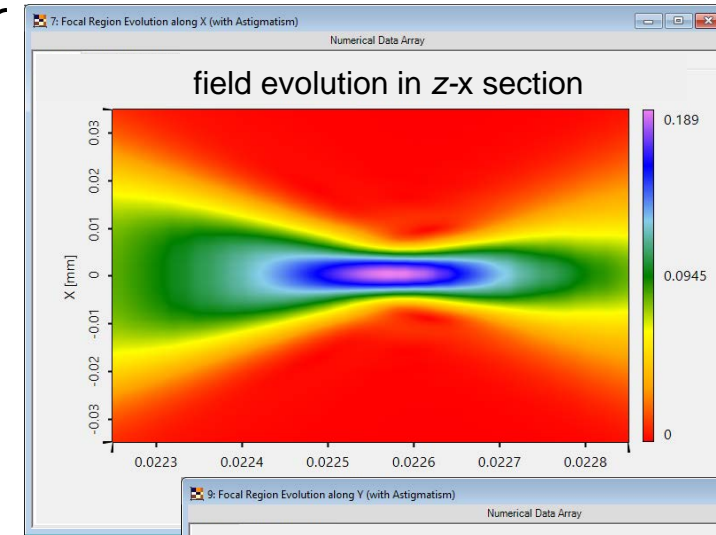 r
7: Focal Region Evolution along X (with Astigmatism)
Numerical Data Array
field evolution in z-x section
0.03
0.02
0.01
0
-0.01
-0.02
-0.03
X [mm]
0.189
0.0945
0
0.0223 0.0224 0.0225 0.0226 0.0227 0.0228
9: Focal Region Evolution along Y (with Astigmatism)
Numerical Data Array